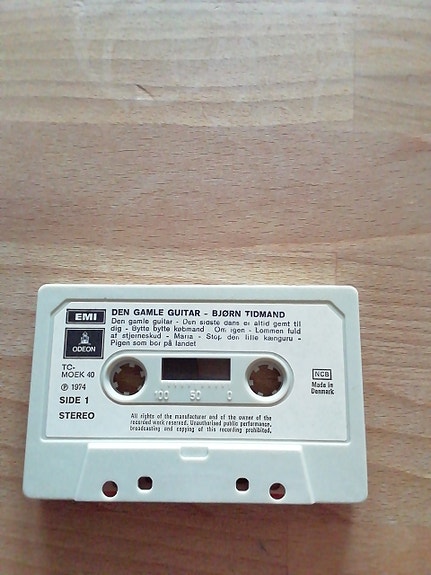 EMI
DEN GAMLE GUITAR - BJØRN TIDMAND
Den gamle guitar - Den sidste dans er altid gemt til
dig - Bytte bytte købmand Om igen - Lommen fuld
af stjerneskud - Maria - Stop den lille kænguru -
Pigen som bor på landet
ODEON
TC-
MOEK 40
℗ 1974
SIDE 1
STEREO
100 50 0
NCB
Made in
Denmark
All rights of the manufacturer and of the owner of the
recorded work reserved. Unauthorised public performance,
broadcasting and copying of this recording prohibited.